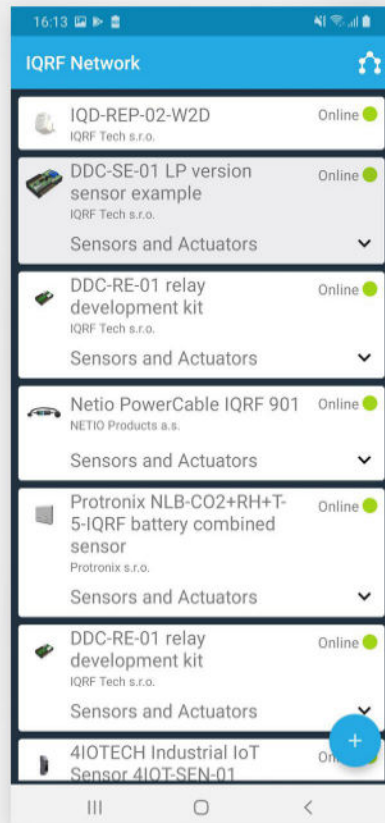 16:13
IQRF Network
IQD-REP-02-W2D
Online
IQRF Tech s.r.o.
DDC-SE-01 LP version
Online
sensor example
IQRF Tech s.r.o.
Sensors and Actuators
DDC-RE-01 relay
Online
development kit
IQRF Tech s.r.o.
Sensors and Actuators
Netio PowerCable IQRF 901
Online
NETIO Products a.s.
Sensors and Actuators
Protronix NLB-CO2+RH+T-
Online
5-IQRF battery combined
sensor
Protronix s.r.o.
Sensors and Actuators
DDC-RE-01 relay
Online
development kit
IQRF Tech s.r.o.
Sensors and Actuators
+
4IOTECH Industrial IoT
Sensor 4IOT-SEN-01